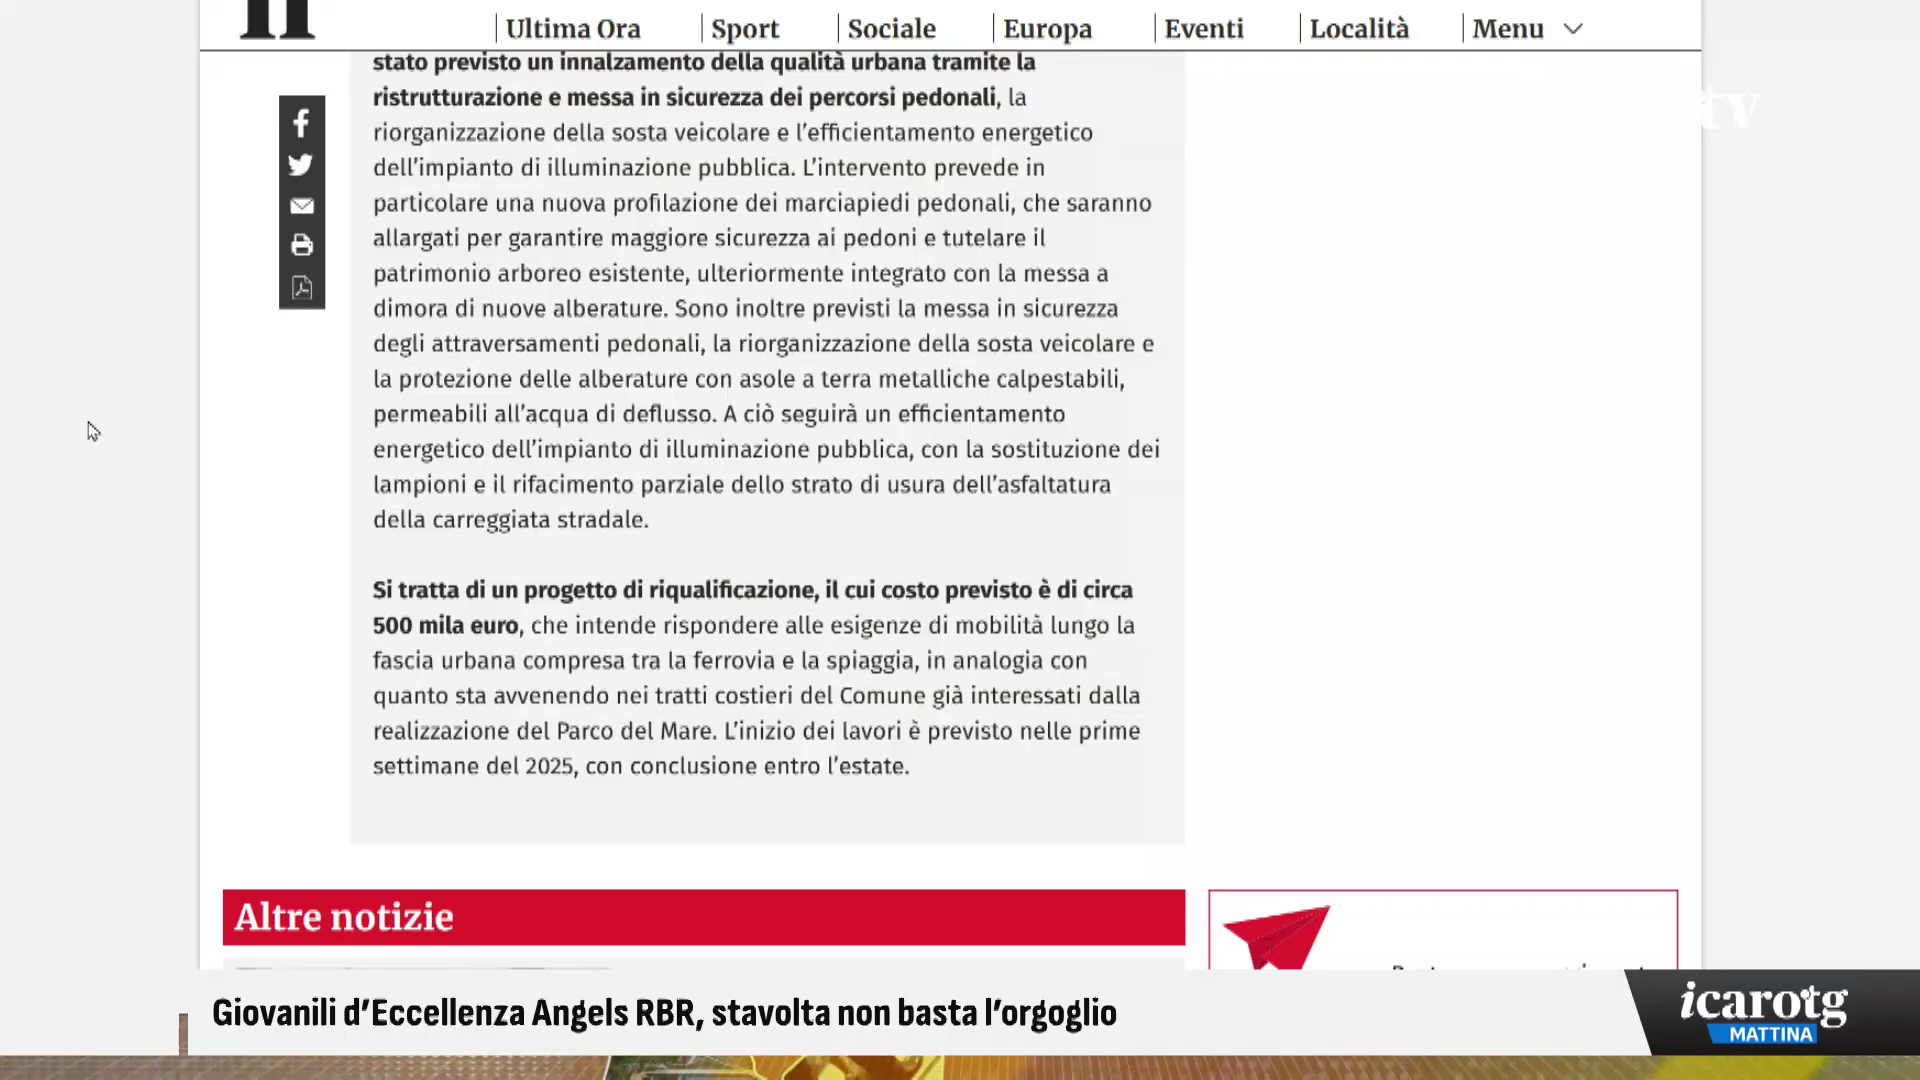 Ultima Ora
Sport
Sociale
Europa
Eventi
Località
Menu
tv
stato previsto un innalzamento della qualità urbana tramite la
ristrutturazione e messa in sicurezza dei percorsi pedonali, la
riorganizzazione della sosta veicolare e l’efficientamento energetico
dell’impianto di illuminazione pubblica. L’intervento prevede in
particolare una nuova profilazione dei marciapiedi pedonali, che saranno
allargati per garantire maggiore sicurezza ai pedoni e tutelare il
patrimonio arboreo esistente, ulteriormente integrato con la messa a
dimora di nuove alberature. Sono inoltre previsti la messa in sicurezza
degli attraversamenti pedonali, la riorganizzazione della sosta veicolare e
la protezione delle alberature con asole a terra metalliche calpestabili,
permeabili all’acqua di deflusso. A ciò seguirà un efficientamento
energetico dell’impianto di illuminazione pubblica, con la sostituzione dei
lampioni e il rifacimento parziale dello strato di usura dell’asfaltatura
della carreggiata stradale.
Si tratta di un progetto di riqualificazione, il cui costo previsto è di circa
500 mila euro, che intende rispondere alle esigenze di mobilità lungo la
fascia urbana compresa tra la ferrovia e la spiaggia, in analogia con
quanto sta avvenendo nei tratti costieri del Comune già interessati dalla
realizzazione del Parco del Mare. L’inizio dei lavori è previsto nelle prime
settimane del 2025, con conclusione entro l’estate.
Altre notizie
Giovanili d’Eccellenza Angels RBR, stavolta non basta l’orgoglio
icarotg
MATTINA